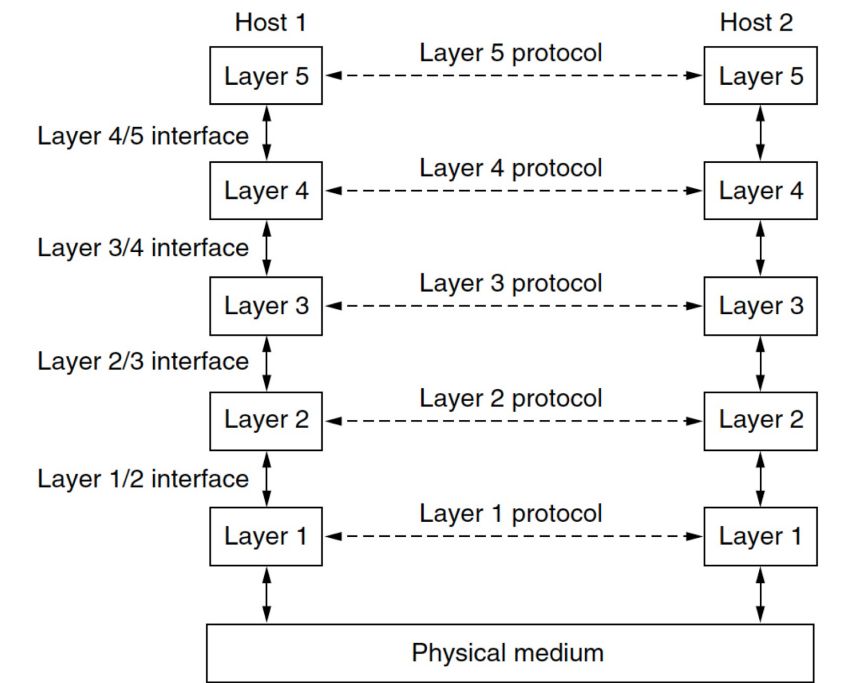 Host 1
Host 2
Layer 5 protocol
Layer 5
Layer 5
Layer 4/5 interface
Layer 4 protocol
Layer 4
Layer 4
Layer 3/4 interface
Layer 3 protocol
Layer 3
Layer 3
Layer 2/3 interface
Layer 2 protocol
Layer 2
Layer 2
Layer 1/2 interface
Layer 1 protocol
Layer 1
Layer 1
Physical medium